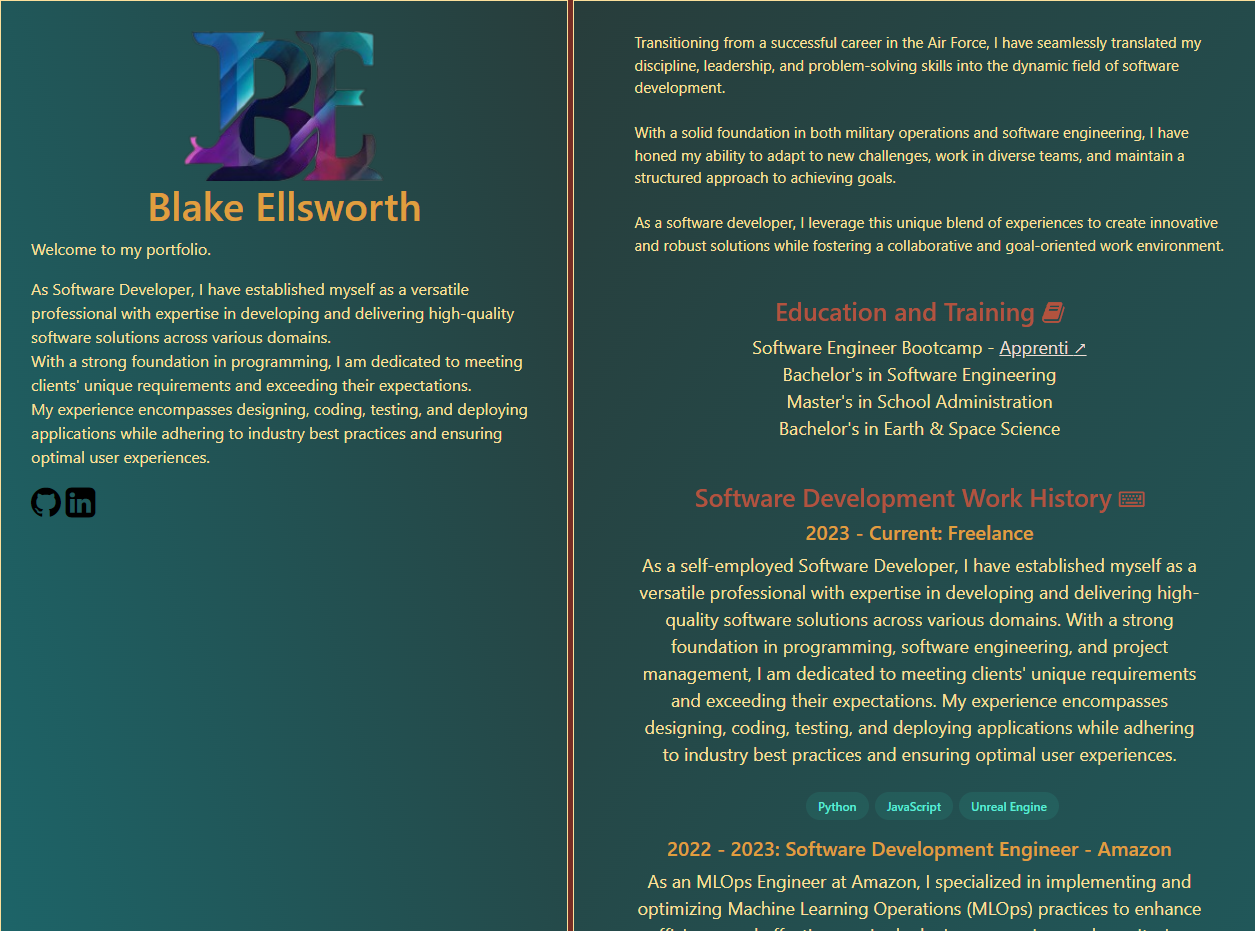 BE
Blake Ellsworth
Welcome to my portfolio.
As Software Developer, I have established myself as a versatile
professional with expertise in developing and delivering high-quality
software solutions across various domains.
With a strong foundation in programming, I am dedicated to meeting
clients' unique requirements and exceeding their expectations.
My experience encompasses designing, coding, testing, and deploying
applications while adhering to industry best practices and ensuring
optimal user experiences.
in
Transitioning from a successful career in the Air Force, I have seamlessly translated my
discipline, leadership, and problem-solving skills into the dynamic field of software
development.
With a solid foundation in both military operations and software engineering, I have
honed my ability to adapt to new challenges, work in diverse teams, and maintain a
structured approach to achieving goals.
As a software developer, I leverage this unique blend of experiences to create innovative
and robust solutions while fostering a collaborative and goal-oriented work environment.
Education and Training
Software Engineer Bootcamp - Apprenti ↗
Bachelor's in Software Engineering
Master's in School Administration
Bachelor's in Earth & Space Science
Software Development Work History
2023 - Current: Freelance
As a self-employed Software Developer, I have established myself as a
versatile professional with expertise in developing and delivering high-
quality software solutions across various domains. With a strong
foundation in programming, software engineering, and project
management, I am dedicated to meeting clients' unique requirements
and exceeding their expectations. My experience encompasses
designing, coding, testing, and deploying applications while adhering
to industry best practices and ensuring optimal user experiences.
Python JavaScript Unreal Engine
2022 - 2023: Software Development Engineer - Amazon
As an MLOps Engineer at Amazon, I specialized in implementing and
optimizing Machine Learning Operations (MLOps) practices to enhance